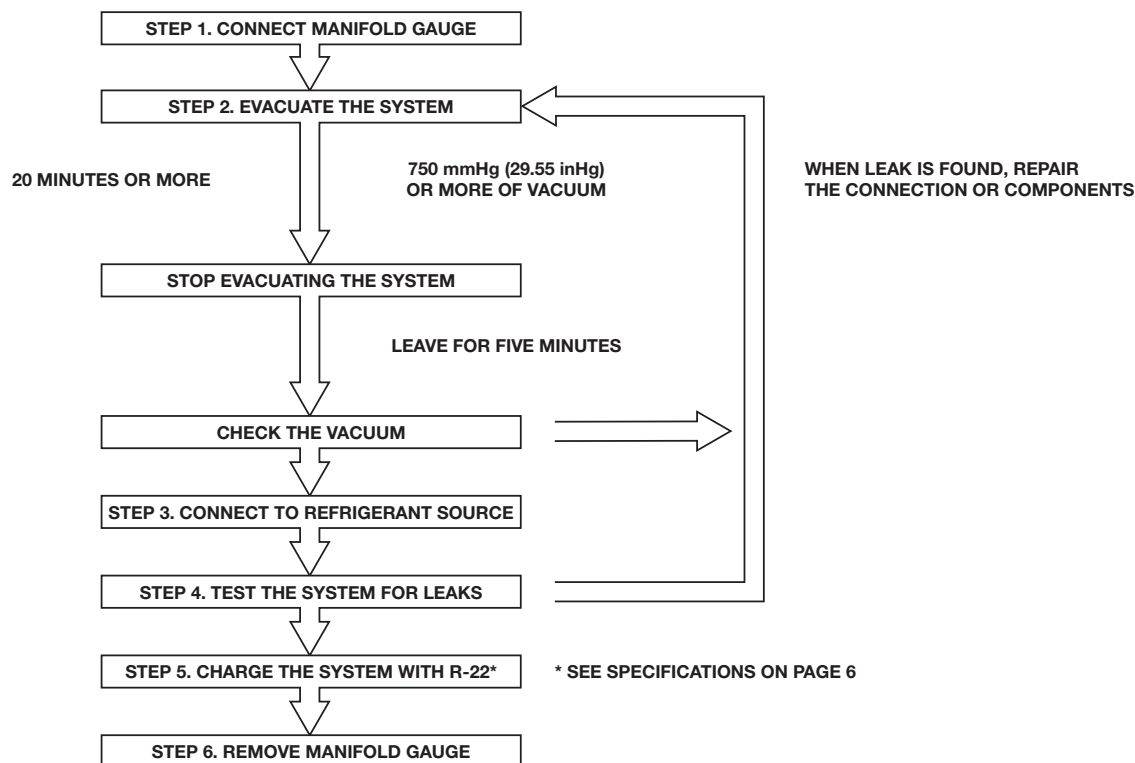 STEP 1. CONNECT MANIFOLD GAUGE
STEP 2. EVACUATE THE SYSTEM
20 MINUTES OR MORE
750 mmHg (29.55 inHg)
OR MORE OF VACUUM
WHEN LEAK IS FOUND, REPAIR
THE CONNECTION OR COMPONENTS
STOP EVACUATING THE SYSTEM
LEAVE FOR FIVE MINUTES
CHECK THE VACUUM
STEP 3. CONNECT TO REFRIGERANT SOURCE
STEP 4. TEST THE SYSTEM FOR LEAKS
STEP 5. CHARGE THE SYSTEM WITH R-22*
* SEE SPECIFICATIONS ON PAGE 6
STEP 6. REMOVE MANIFOLD GAUGE